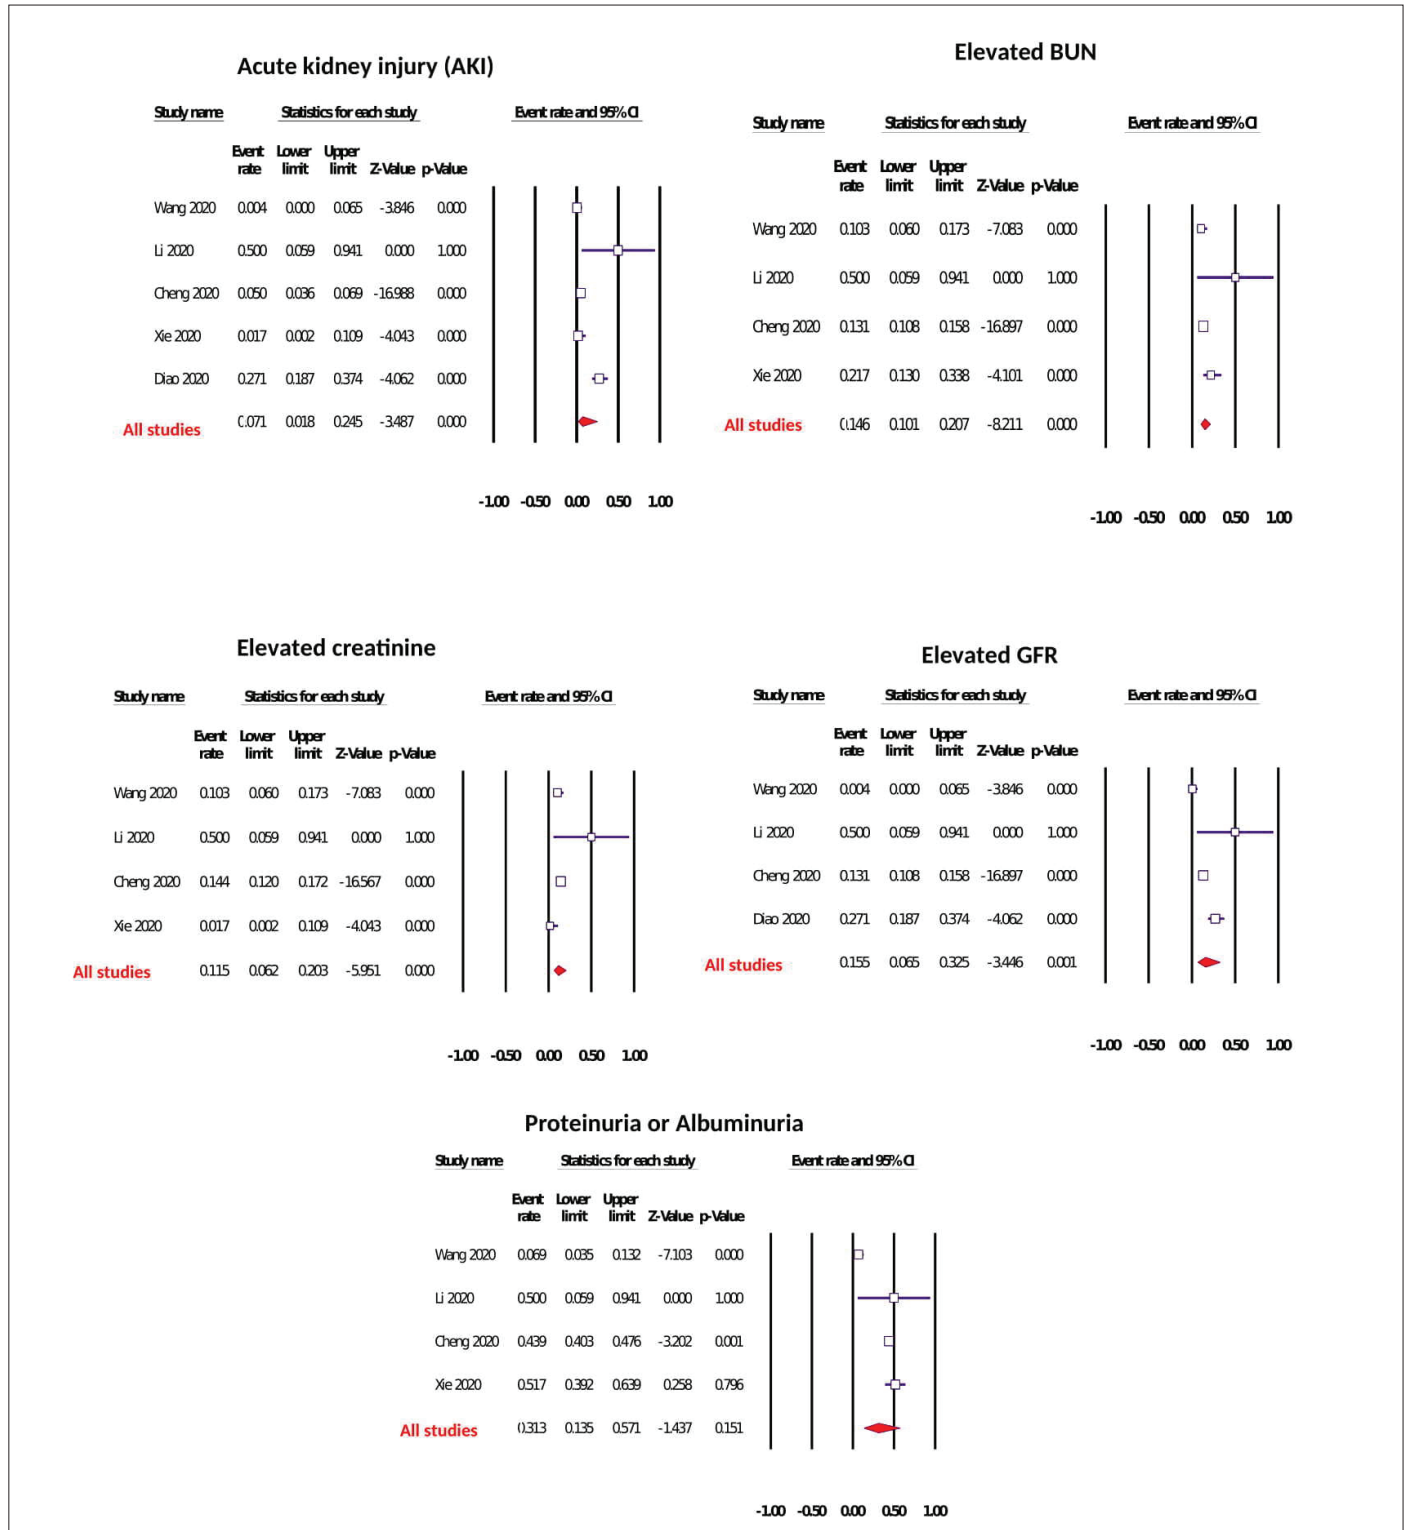 Acute kidney injury (AKI)
Study name Statistics for each study Event rate and 95% CI
Event Lower Upper
rate limit limit Z-Value p-Value
Wang 2020 0.004 0.000 0.065 -3.846 0.000
Li 2020 0.500 0.059 0.941 0.000 1.000
Cheng 2020 0.050 0.036 0.069 -16.988 0.000
Xie 2020 0.017 0.002 0.109 -4.043 0.000
Diao 2020 0.271 0.187 0.374 -4.062 0.000
All studies 0.071 0.018 0.245 -3.487 0.000
-1.00 -0.50 0.00 0.50 1.00
Elevated BUN
Study name Statistics for each study Event rate and 95% CI
Event Lower Upper
rate limit limit Z-Value p-Value
Wang 2020 0.103 0.060 0.173 -7.083 0.000
Li 2020 0.500 0.059 0.941 0.000 1.000
Cheng 2020 0.131 0.108 0.158 -16.897 0.000
Xie 2020 0.217 0.130 0.338 -4.101 0.000
All studies 0.146 0.101 0.207 -8.211 0.000
-1.00 -0.50 0.00 0.50 1.00
Elevated creatinine
Study name Statistics for each study Event rate and 95% CI
Event Lower Upper
rate limit limit Z-Value p-Value
Wang 2020 0.103 0.060 0.173 -7.083 0.000
Li 2020 0.500 0.059 0.941 0.000 1.000
Cheng 2020 0.144 0.120 0.172 -16.567 0.000
Xie 2020 0.017 0.002 0.109 -4.043 0.000
All studies 0.115 0.062 0.203 -5.951 0.000
-1.00 -0.50 0.00 0.50 1.00
Elevated GFR
Study name Statistics for each study Event rate and 95% CI
Event Lower Upper
rate limit limit Z-Value p-Value
Wang 2020 0.004 0.000 0.065 -3.846 0.000
Li 2020 0.500 0.059 0.941 0.000 1.000
Cheng 2020 0.131 0.108 0.158 -16.897 0.000
Diao 2020 0.271 0.187 0.374 -4.062 0.000
All studies 0.155 0.065 0.325 -3.446 0.001
-1.00 -0.50 0.00 0.50 1.00
Proteinuria or Albuminuria
Study name Statistics for each study Event rate and 95% CI
Event Lower Upper
rate limit limit Z-Value p-Value
Wang 2020 0.069 0.035 0.132 -7.103 0.000
Li 2020 0.500 0.059 0.941 0.000 1.000
Cheng 2020 0.439 0.403 0.476 -3.202 0.001
Xie 2020 0.517 0.392 0.639 0.258 0.796
All studies 0.313 0.135 0.571 -1.437 0.151
-1.00 -0.50 0.00 0.50 1.00